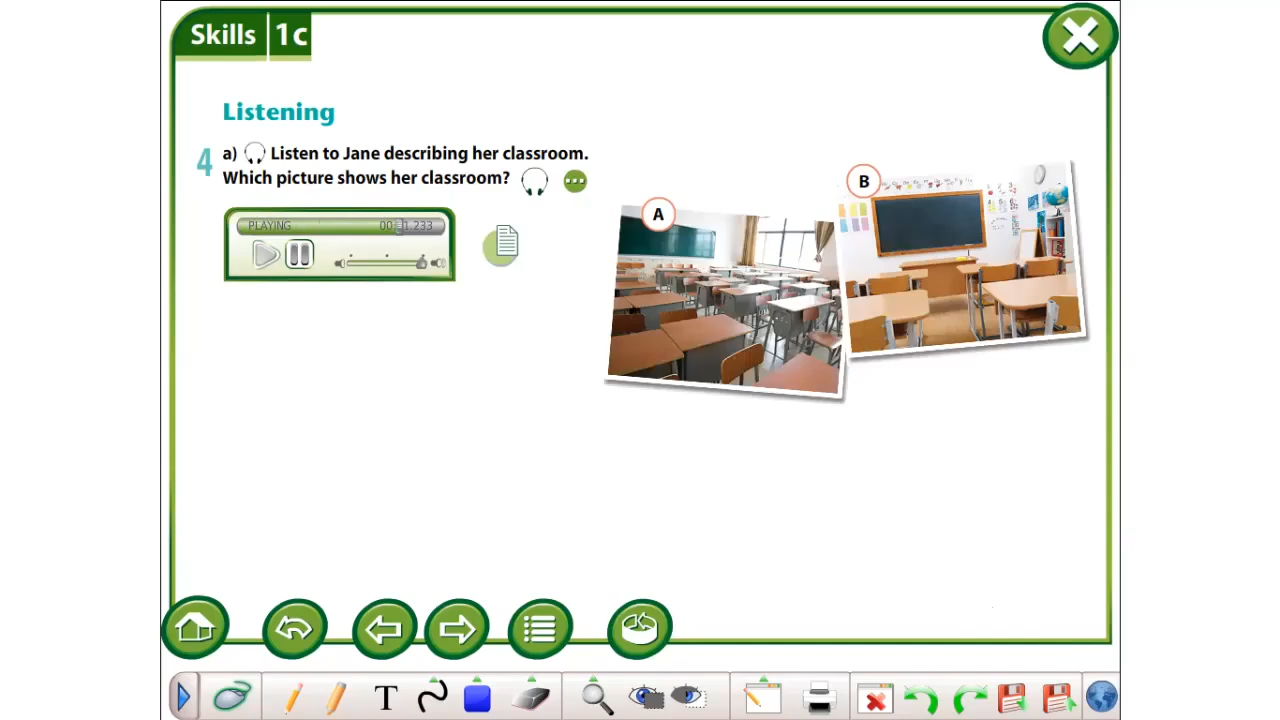 Skills 1c
Listening
4 a) Listen to Jane describing her classroom.
Which picture shows her classroom?
PLAYING
A
B
T